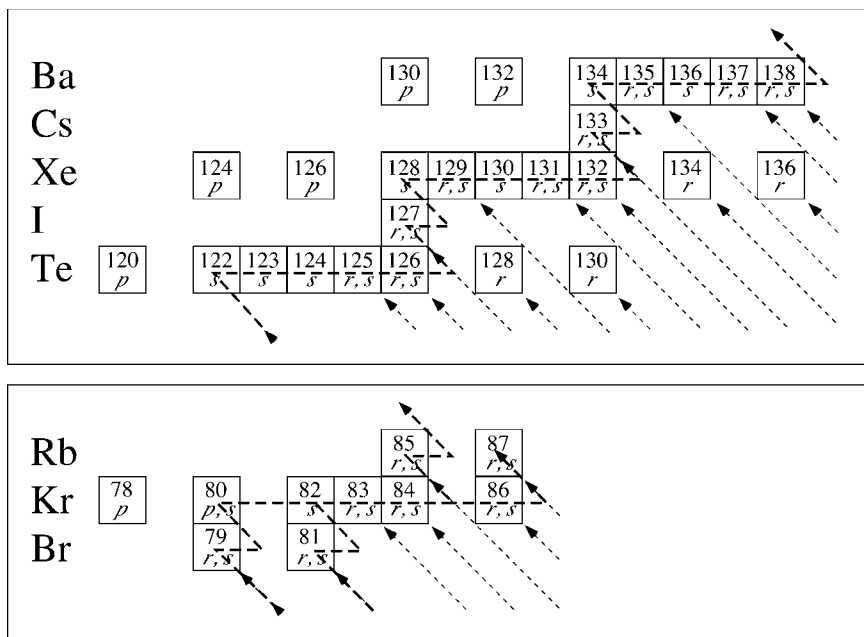 Ba 130 132 134 135 136 137 138
p p s r,s s r,s r,s
Cs 133
r,s
Xe 124 126 128 129 130 131 132 134 136
p p s r,s s r,s r,s r r
I 127
r,s
Te 120 122 123 124 125 126 128 130
p s s s r,s r,s r r
Rb 85 87
r,s r,s
Kr 78 80 82 83 84 86
p p,s s r,s r,s r,s
Br 79 81
r,s r,s